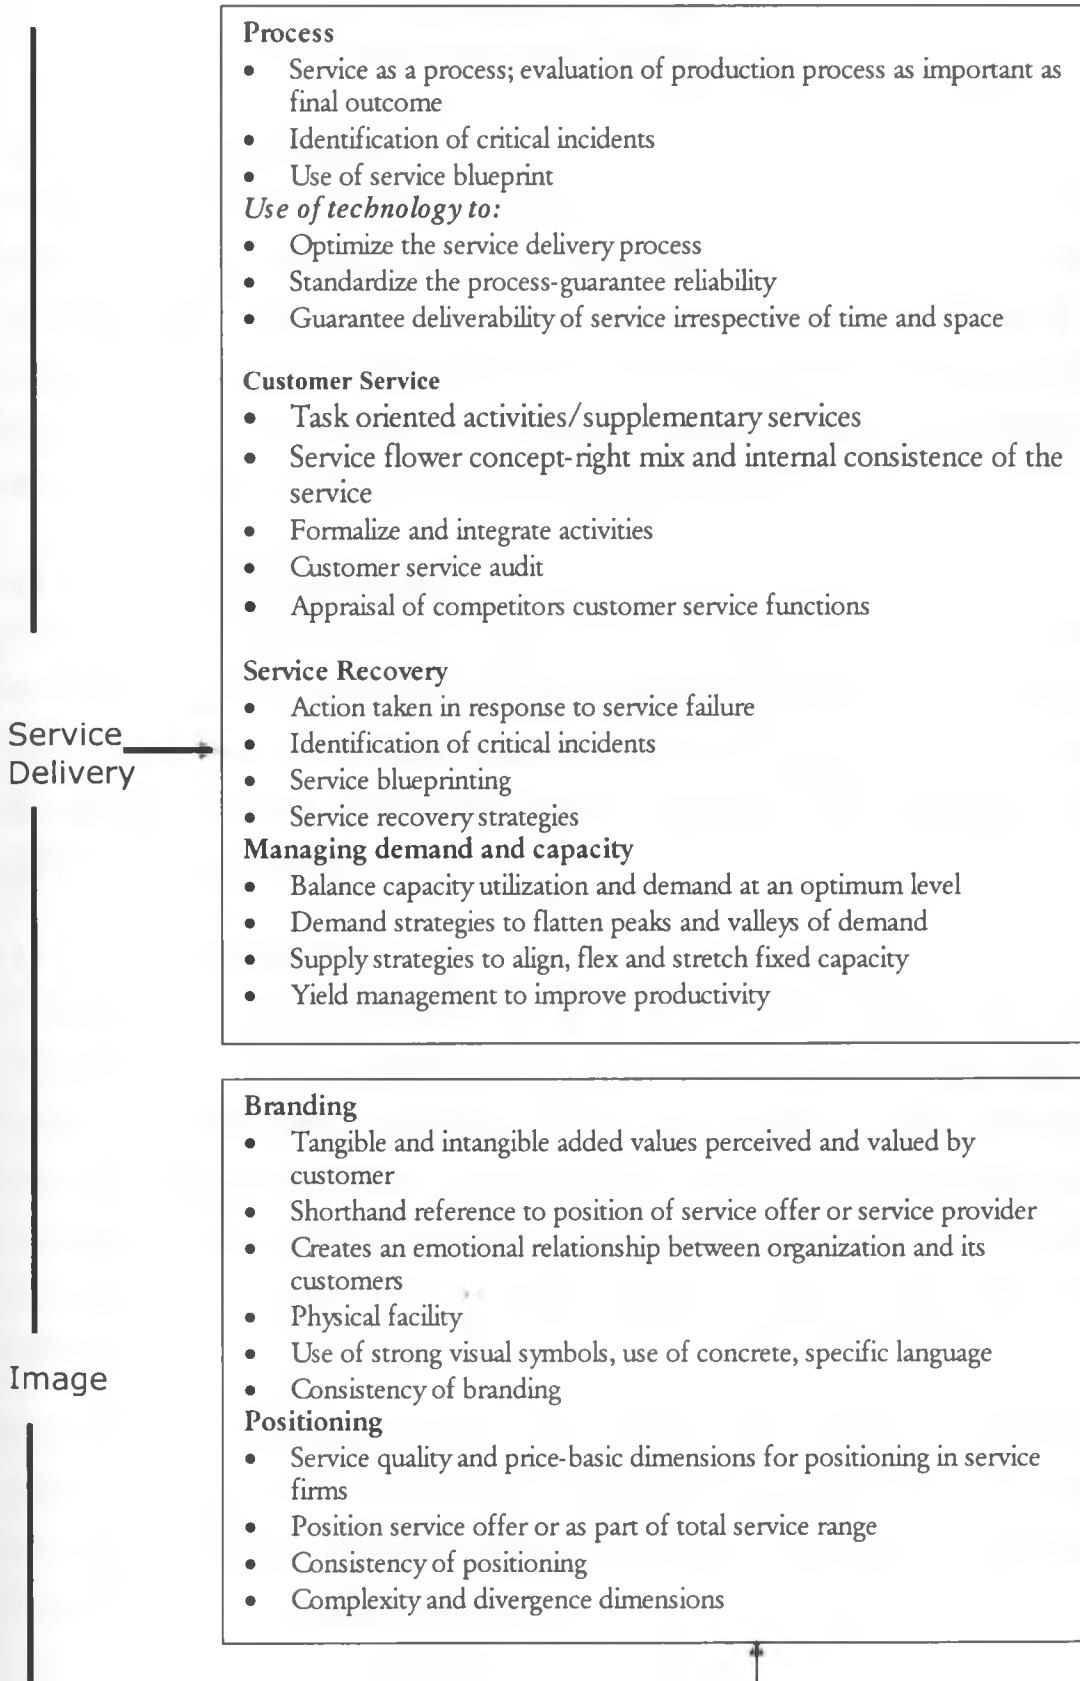 Process
• Service as a process; evaluation of production process as important as
final outcome
• Identification of critical incidents
• Use of service blueprint
Use of technology to:
• Optimize the service delivery process
• Standardize the process-guarantee reliability
• Guarantee deliverability of service irrespective of time and space
Customer Service
• Task oriented activities/supplementary services
• Service flower concept-right mix and internal consistence of the
service
• Formalize and integrate activities
• Customer service audit
• Appraisal of competitors customer service functions
Service Recovery
• Action taken in response to service failure
• Identification of critical incidents
• Service blueprinting
• Service recovery strategies
Managing demand and capacity
• Balance capacity utilization and demand at an optimum level
• Demand strategies to flatten peaks and valleys of demand
• Supply strategies to align, flex and stretch fixed capacity
• Yield management to improve productivity
Service
Delivery
Branding
• Tangible and intangible added values perceived and valued by
customer
• Shorthand reference to position of service offer or service provider
• Creates an emotional relationship between organization and its
customers
• Physical facility
• Use of strong visual symbols, use of concrete, specific language
• Consistency of branding
Positioning
• Service quality and price-basic dimensions for positioning in service
firms
• Position service offer or as part of total service range
• Consistency of positioning
• Complexity and divergence dimensions
Image